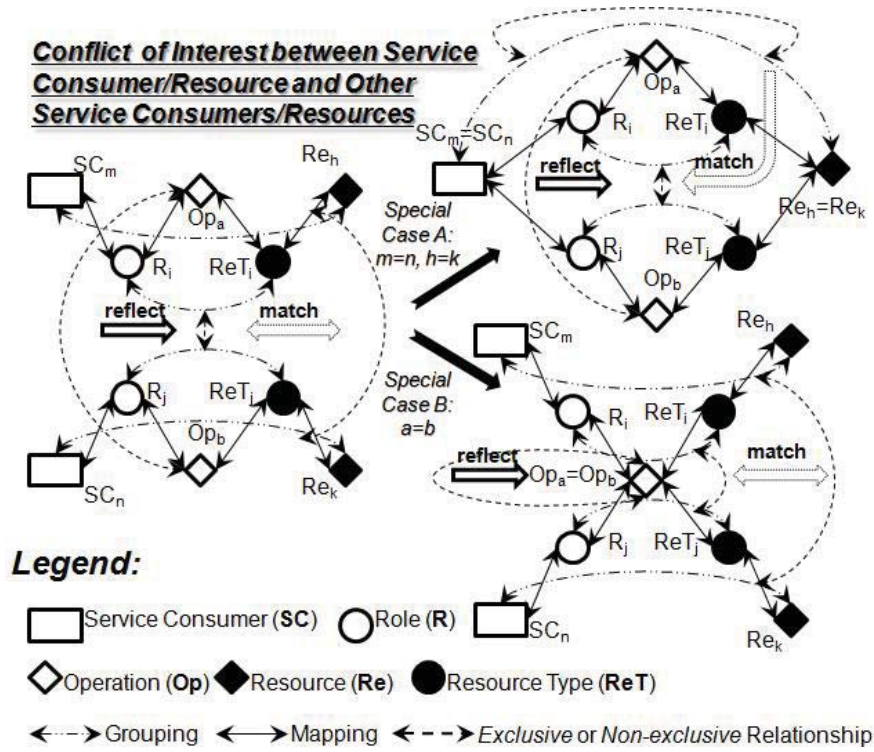 Conflict of Interest between Service
Consumer/Resource and Other
Service Consumers/Resources
SCm
Reh
Opa
Ri
ReTi
reflect
match
Rj
ReTj
Opb
SCn
Rek
Special
Case A:
m=n, h=k
Special
Case B:
a=b
Opa
SCm=SCn
Ri
ReTi
reflect
match
Reh=Rek
Rj
ReTj
Opb
SCm
Reh
Ri
ReTi
reflect
Opa=Opb
match
Rj
ReTj
SCn
Rek
Legend:
Service Consumer (SC)
Role (R)
Operation (Op)
Resource (Re)
Resource Type (ReT)
Grouping
Mapping
Exclusive or Non-exclusive Relationship